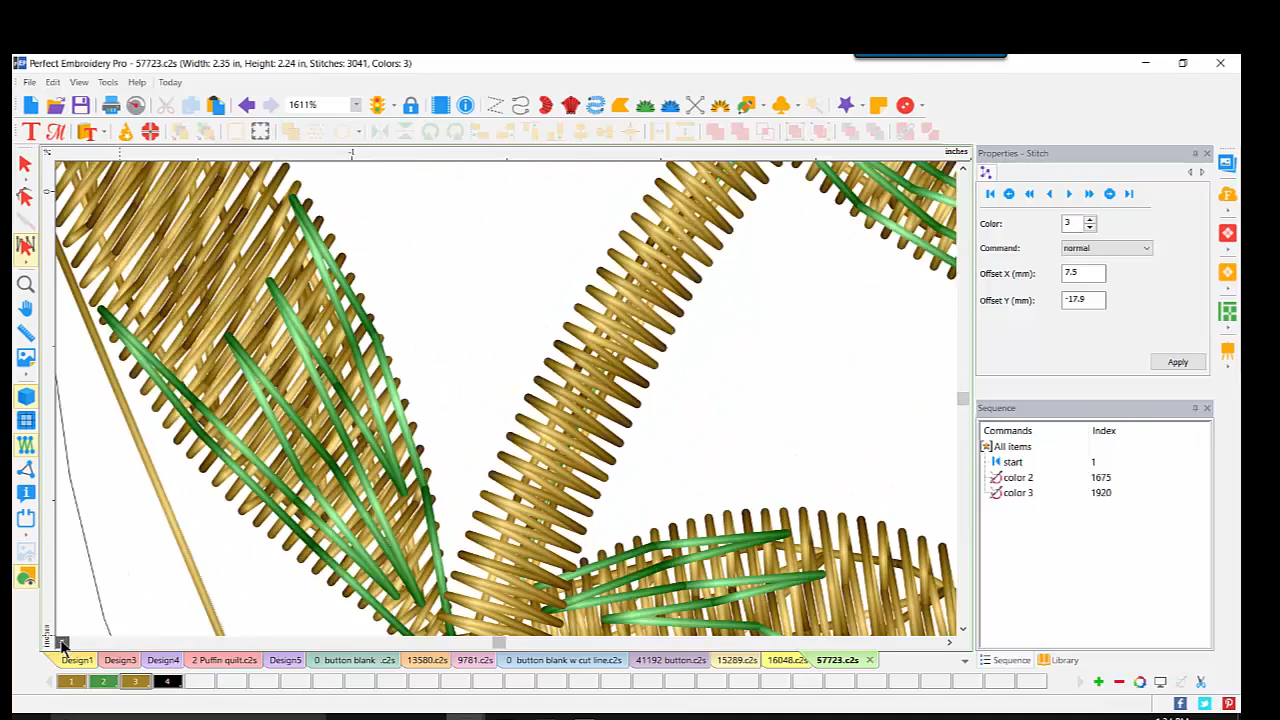 Perfect Embroidery Pro - 57723.c2s (Width: 2.35 in, Height: 2.24 in, Stitches: 3041, Colors: 3)
File Edit View Tools Help Today
1611%
-1 inches
0
Properties - Stitch
Color: 3
Command: normal
Offset X (mm): 7.5
Offset Y (mm): -17.9
Apply
Sequence
Commands Index
All items
start 1
color 2 1675
color 3 1920
Design1 Design3 Design4 2 Puffin quilt.c2s Design5 0 button blank .c2s 13580.c2s 9781.c2s 0 button blank w cut line.c2s 41192 button.c2s 15289.c2s 16048.c2s 57723.c2s
Sequence Library
1 2 3 4